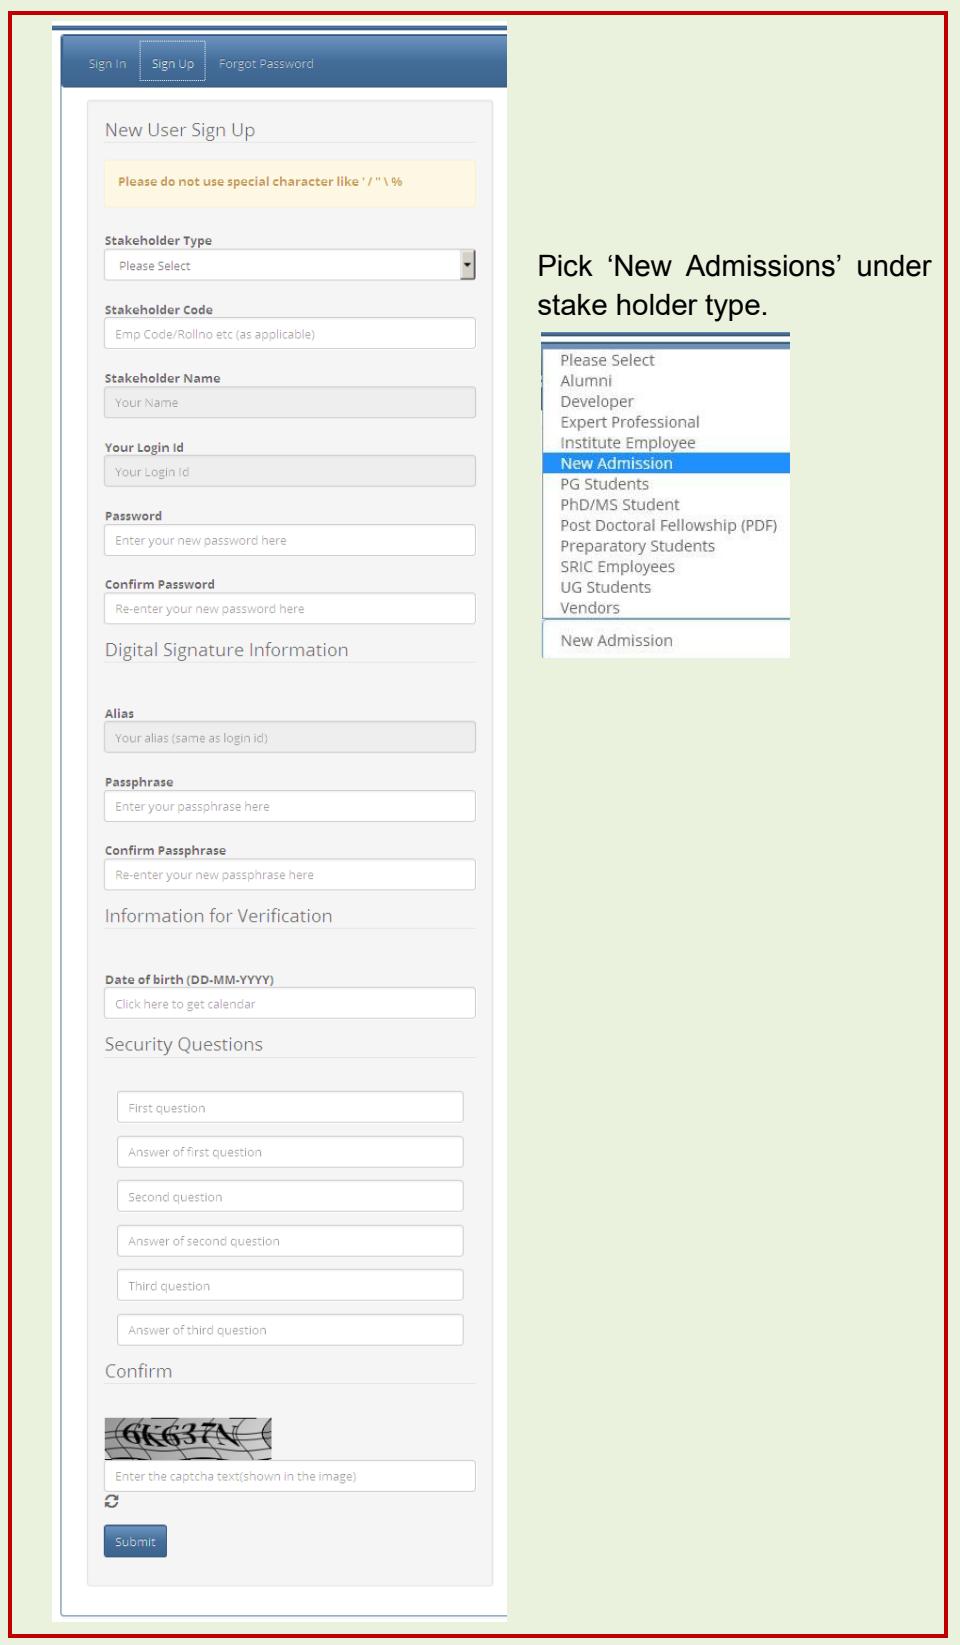 Sign In Sign Up Forgot Password
New User Sign Up
Please do not use special character like ' / " \ %
Stakeholder Type
Please Select
Stakeholder Code
Emp Code/Rollno etc (as applicable)
Stakeholder Name
Your Name
Your Login Id
Your Login Id
Password
Enter your new password here
Confirm Password
Re-enter your new password here
Digital Signature Information
Alias
Your alias (same as login id)
Passphrase
Enter your passphrase here
Confirm Passphrase
Re-enter your new passphrase here
Information for Verification
Date of birth (DD-MM-YYYY)
Click here to get calendar
Security Questions
First question
Answer of first question
Second question
Answer of second question
Third question
Answer of third question
Confirm
6K637N
Enter the captcha text(shown in the image)
Submit
Pick ‘New Admissions’ under
stake holder type.
Please Select
Alumni
Developer
Expert Professional
Institute Employee
New Admission
PG Students
PhD/MS Student
Post Doctoral Fellowship (PDF)
Preparatory Students
SRIC Employees
UG Students
Vendors
New Admission